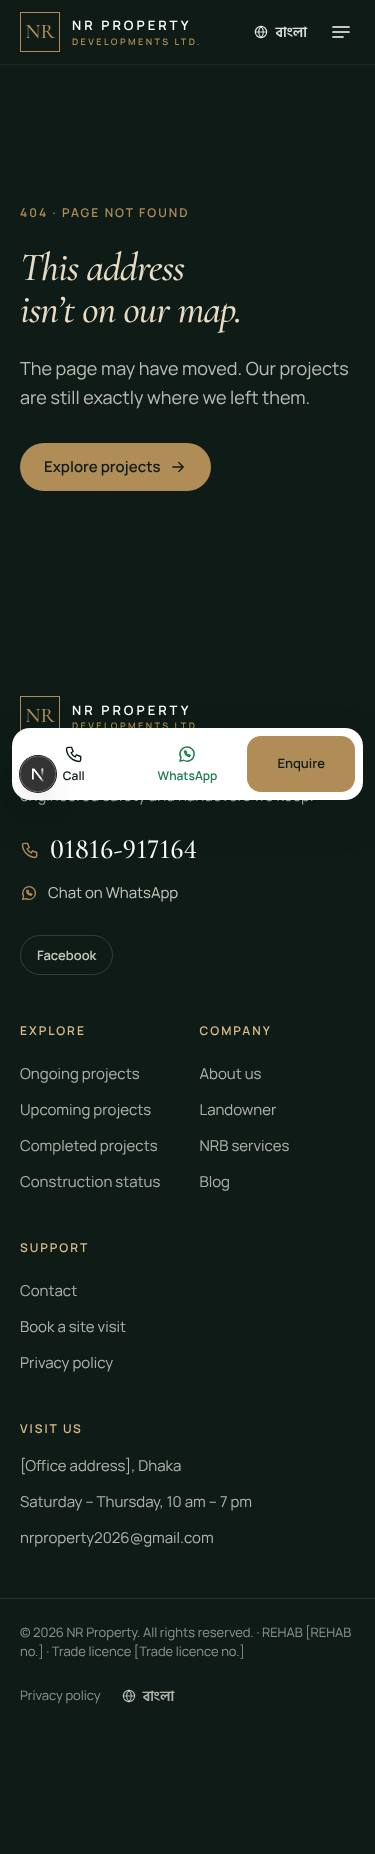 NR
NR PROPERTY
DEVELOPMENTS LTD.
বাংলা
404 · PAGE NOT FOUND
This address
isn’t on our map.
The page may have moved. Our projects
are still exactly where we left them.
Explore projects →
NR
NR PROPERTY
DEVELOPMENTS LTD.
Call
WhatsApp
Enquire
N
01816-917164
Chat on WhatsApp
Facebook
EXPLORE
Ongoing projects
Upcoming projects
Completed projects
Construction status
COMPANY
About us
Landowner
NRB services
Blog
SUPPORT
Contact
Book a site visit
Privacy policy
VISIT US
[Office address], Dhaka
Saturday – Thursday, 10 am – 7 pm
nrproperty2026@gmail.com
© 2026 NR Property. All rights reserved. · REHAB [REHAB
no.] · Trade licence [Trade licence no.]
Privacy policy
বাংলা